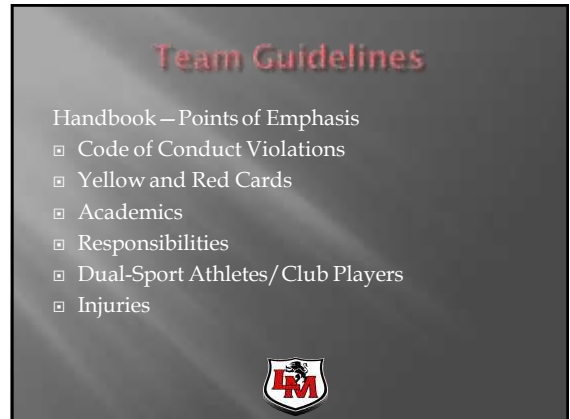 Team Guidelines
Handbook – Points of Emphasis
Code of Conduct Violations
Yellow and Red Cards
Academics
Responsibilities
Dual-Sport Athletes/Club Players
Injuries
LM